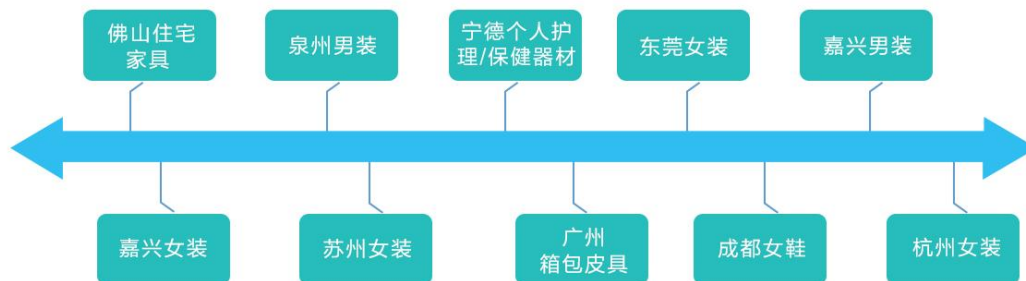 佛山住宅
家具
泉州男装
宁德个人护
理/保健器材
东莞女装
嘉兴男装
嘉兴女装
苏州女装
广州
箱包皮具
成都女鞋
杭州女装